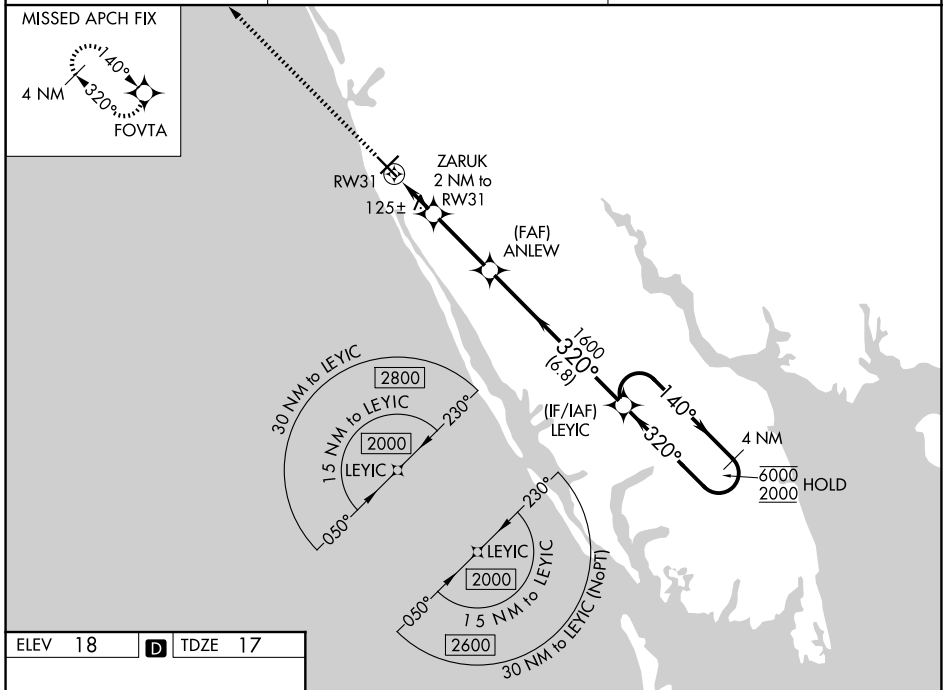 MISSED APCH FIX
140°
4 NM
320°
FOVTA
RW31
ZARUK
2 NM to
RW31
125±
(FAF)
ANLEW
1600
320°
(6.8)
(IF/IAF)
LEYIC
140°
320°
4 NM
6000
2000
HOLD
30 NM to LEYIC
2800
15 NM to LEYIC
230°
2000
LEYIC
050°
230°
LEYIC
2000
050°
15 NM to LEYIC
2600
30 NM to LEYIC (NoPT)
ELEV 18 D TDZE 17